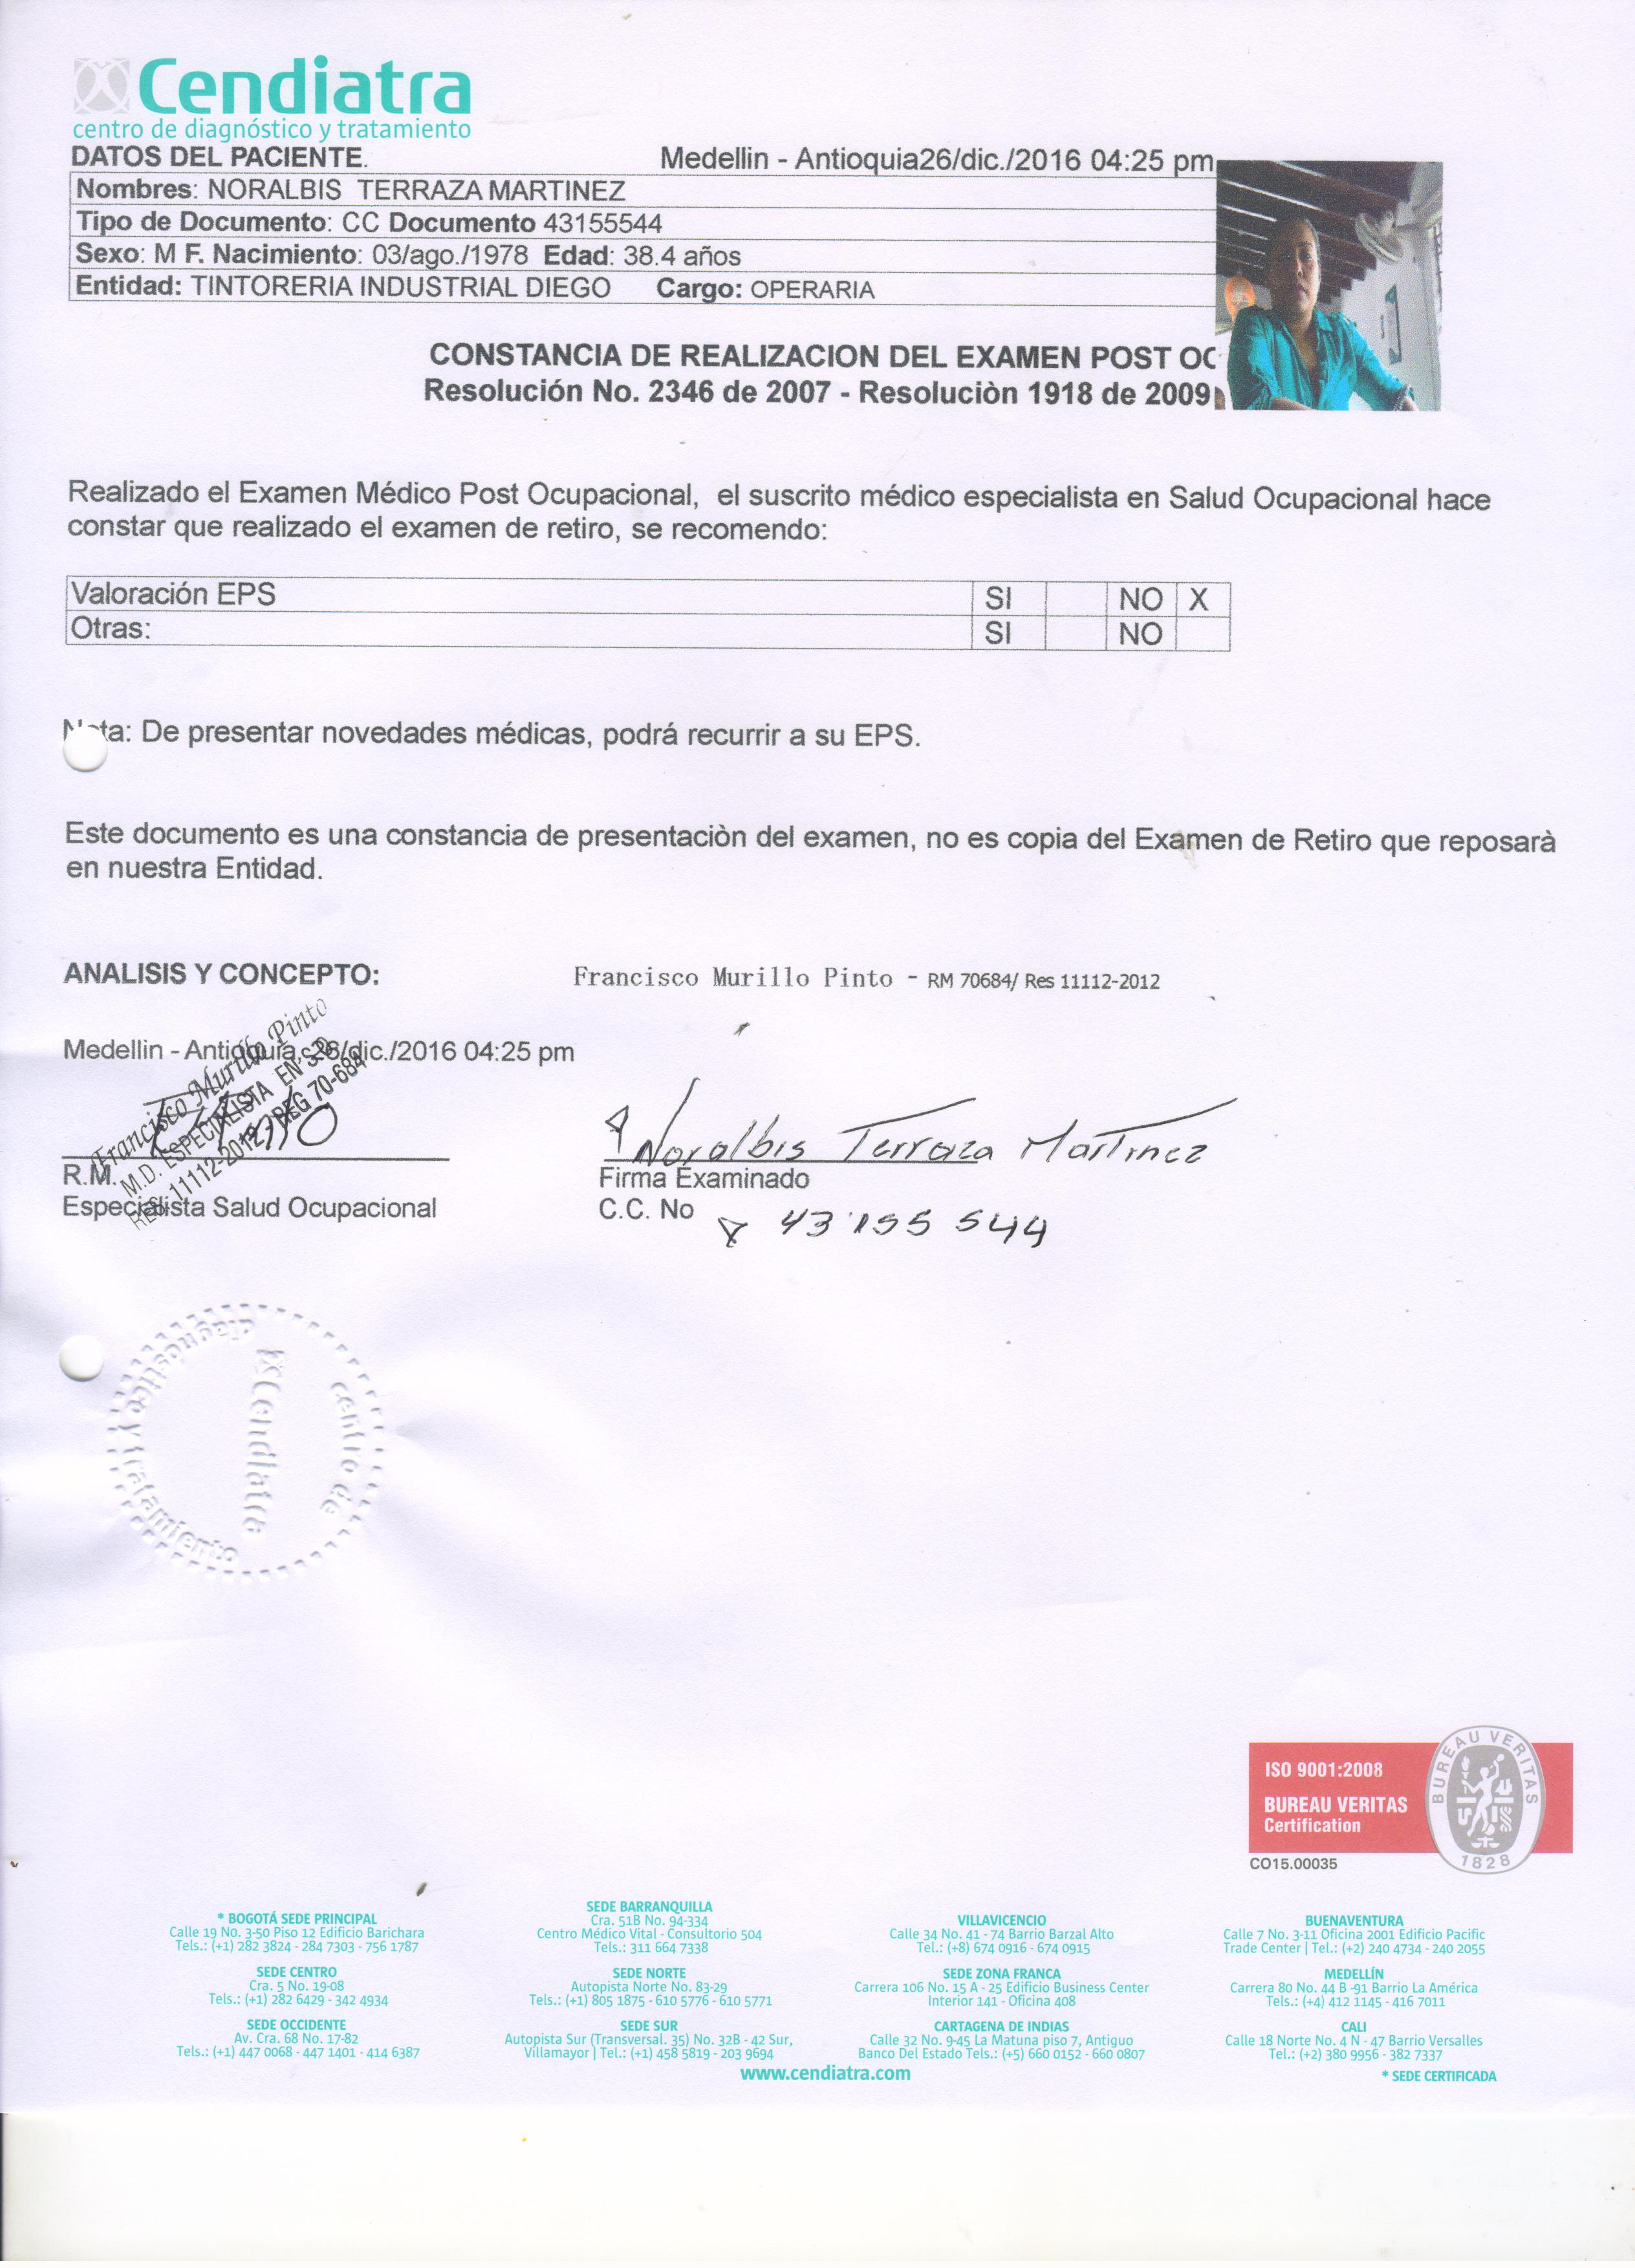 Cendiatra
centro de diagnóstico y tratamiento
DATOS DEL PACIENTE. Medellin - Antioquia26/dic./2016 04:25 pm
Nombres: NORALBIS TERRAZA MARTINEZ
Tipo de Documento: CC Documento 43155544
Sexo: M F. Nacimiento: 03/ago./1978 Edad: 38.4 años
Entidad: TINTORERIA INDUSTRIAL DIEGO Cargo: OPERARIA
CONSTANCIA DE REALIZACION DEL EXAMEN POST OC
Resolución No. 2346 de 2007 - Resoluciòn 1918 de 2009
Realizado el Examen Médico Post Ocupacional, el suscrito médico especialista en Salud Ocupacional hace
constar que realizado el examen de retiro, se recomendo:
Valoración EPS SI NO X
Otras: SI NO
Nota: De presentar novedades médicas, podrá recurrir a su EPS.
Este documento es una constancia de presentaciòn del examen, no es copia del Examen de Retiro que reposarà
en nuestra Entidad.
ANALISIS Y CONCEPTO: Francisco Murillo Pinto - RM 70684/ Res 11112-2012
Medellin - Antioquia, 26/dic./2016 04:25 pm
Francisco Murillo Pinto
M.D. ESPECIALISTA EN S.O.
RES. 11112-2012 - REG 70-684
Noralbis Terraza Martinez
R.M. Firma Examinado
Especialista Salud Ocupacional C.C. No 43155544
Cendiatra
centro de diagnóstico y tratamiento
ISO 9001:2008
BUREAU VERITAS
Certification
BUREAU VERITAS
1828
CO15.00035
* BOGOTÁ SEDE PRINCIPAL
Calle 19 No. 3-50 Piso 12 Edificio Barichara
Tels.: (+1) 282 3824 - 284 7303 - 756 1787
SEDE CENTRO
Cra. 5 No. 19-08
Tels.: (+1) 282 6429 - 342 4934
SEDE OCCIDENTE
Av. Cra. 68 No. 17-82
Tels.: (+1) 447 0068 - 447 1401 - 414 6387
SEDE BARRANQUILLA
Cra. 51B No. 94-334
Centro Médico Vital - Consultorio 504
Tels.: 311 664 7338
SEDE NORTE
Autopista Norte No. 83-29
Tels.: (+1) 805 1875 - 610 5776 - 610 5771
SEDE SUR
Autopista Sur (Transversal. 35) No. 32B - 42 Sur,
Villamayor | Tel.: (+1) 458 5819 - 203 9694
VILLAVICENCIO
Calle 34 No. 41 - 74 Barrio Barzal Alto
Tel.: (+8) 674 0916 - 674 0915
SEDE ZONA FRANCA
Carrera 106 No. 15 A - 25 Edificio Business Center
Interior 141 - Oficina 408
CARTAGENA DE INDIAS
Calle 32 No. 9-45 La Matuna piso 7, Antiguo
Banco Del Estado Tels.: (+5) 660 0152 - 660 0807
BUENAVENTURA
Calle 7 No. 3-11 Oficina 2001 Edificio Pacific
Trade Center | Tel.: (+2) 240 4734 - 240 2055
MEDELLÍN
Carrera 80 No. 44 B -91 Barrio La América
Tels.: (+4) 412 1145 - 416 7011
CALI
Calle 18 Norte No. 4 N - 47 Barrio Versalles
Tel.: (+2) 380 9956 - 382 7337
www.cendiatra.com
* SEDE CERTIFICADA